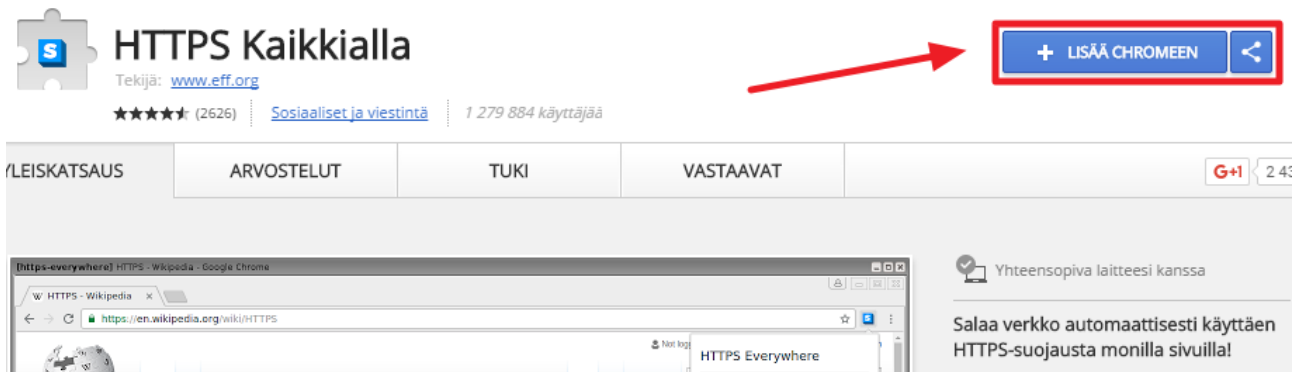 HTTPS Kaikkialla
Tekijä: www.eff.org
(2626) Sosiaaliset ja viestintä 1 279 884 käyttäjää
+ LISÄÄ CHROMEEN
YLEISKATSAUS ARVOSTELUT TUKI VASTAAVAT
G+1 2 43
[https-everywhere] HTTPS - Wikipedia - Google Chrome
W HTTPS - Wikipedia ×
https://en.wikipedia.org/wiki/HTTPS
Not log
HTTPS Everywhere
Yhteensopiva laitteesi kanssa
Salaa verkko automaattisesti käyttäen
HTTPS-suojausta monilla sivuilla!